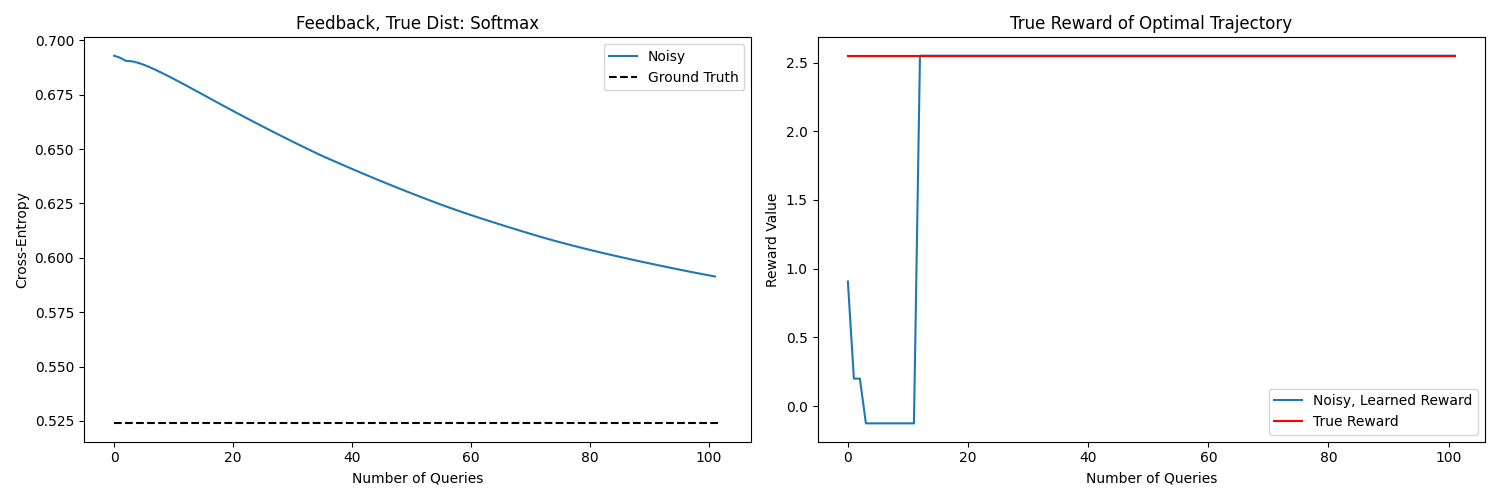 Feedback, True Dist: Softmax
0.700
0.675
0.650
0.625
0.600
0.575
0.550
0.525
Cross-Entropy
0
20
40
60
80
100
Number of Queries
Noisy
Ground Truth
True Reward of Optimal Trajectory
2.5
2.0
1.5
1.0
0.5
0.0
Reward Value
0
20
40
60
80
100
Number of Queries
Noisy, Learned Reward
True Reward